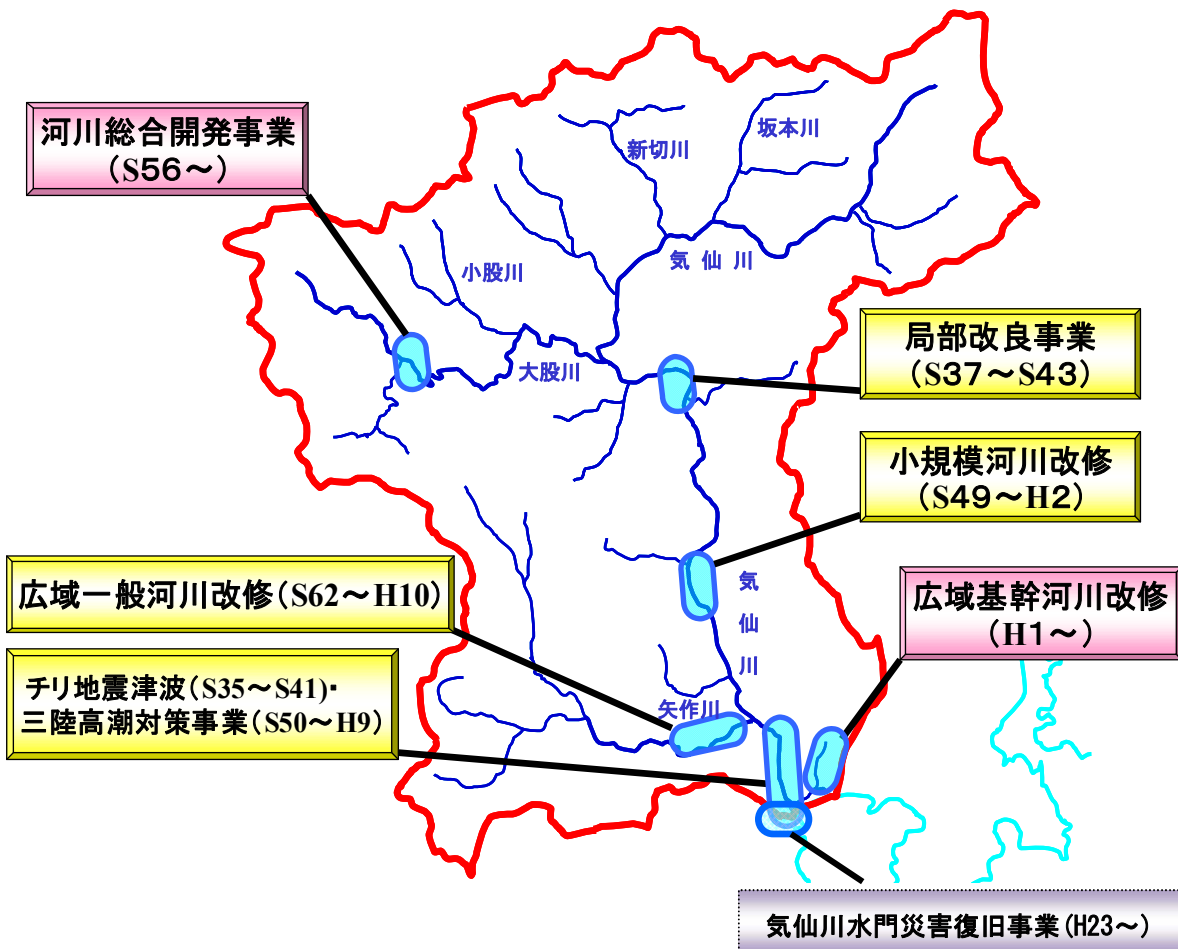 河川総合開発事業
(S56~)
新切川
坂本川
小股川
気仙川
大股川
局部改良事業
(S37~S43)
小規模河川改修
(S49~H2)
広域一般河川改修(S62~H10)
気仙川
広域基幹河川改修
(H1~)
チリ地震津波(S35~S41)・
三陸高潮対策事業(S50~H9)
矢作川
気仙川水門災害復旧事業(H23~)